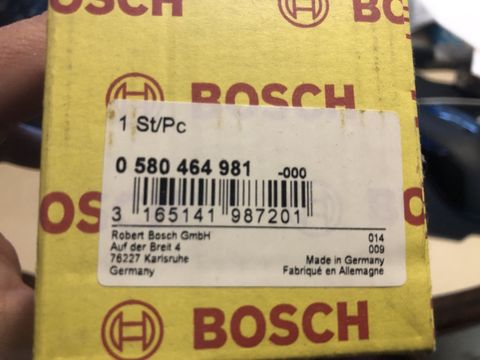 BOSCH
BOSCH
1 St/Pc
0 580 464 981 -000
3 165141 987201
Robert Bosch GmbH
Auf der Breit 4
76227 Karlsruhe
Germany
014
009
Made in Germany
Fabriqué en Allemagne
BOSCH